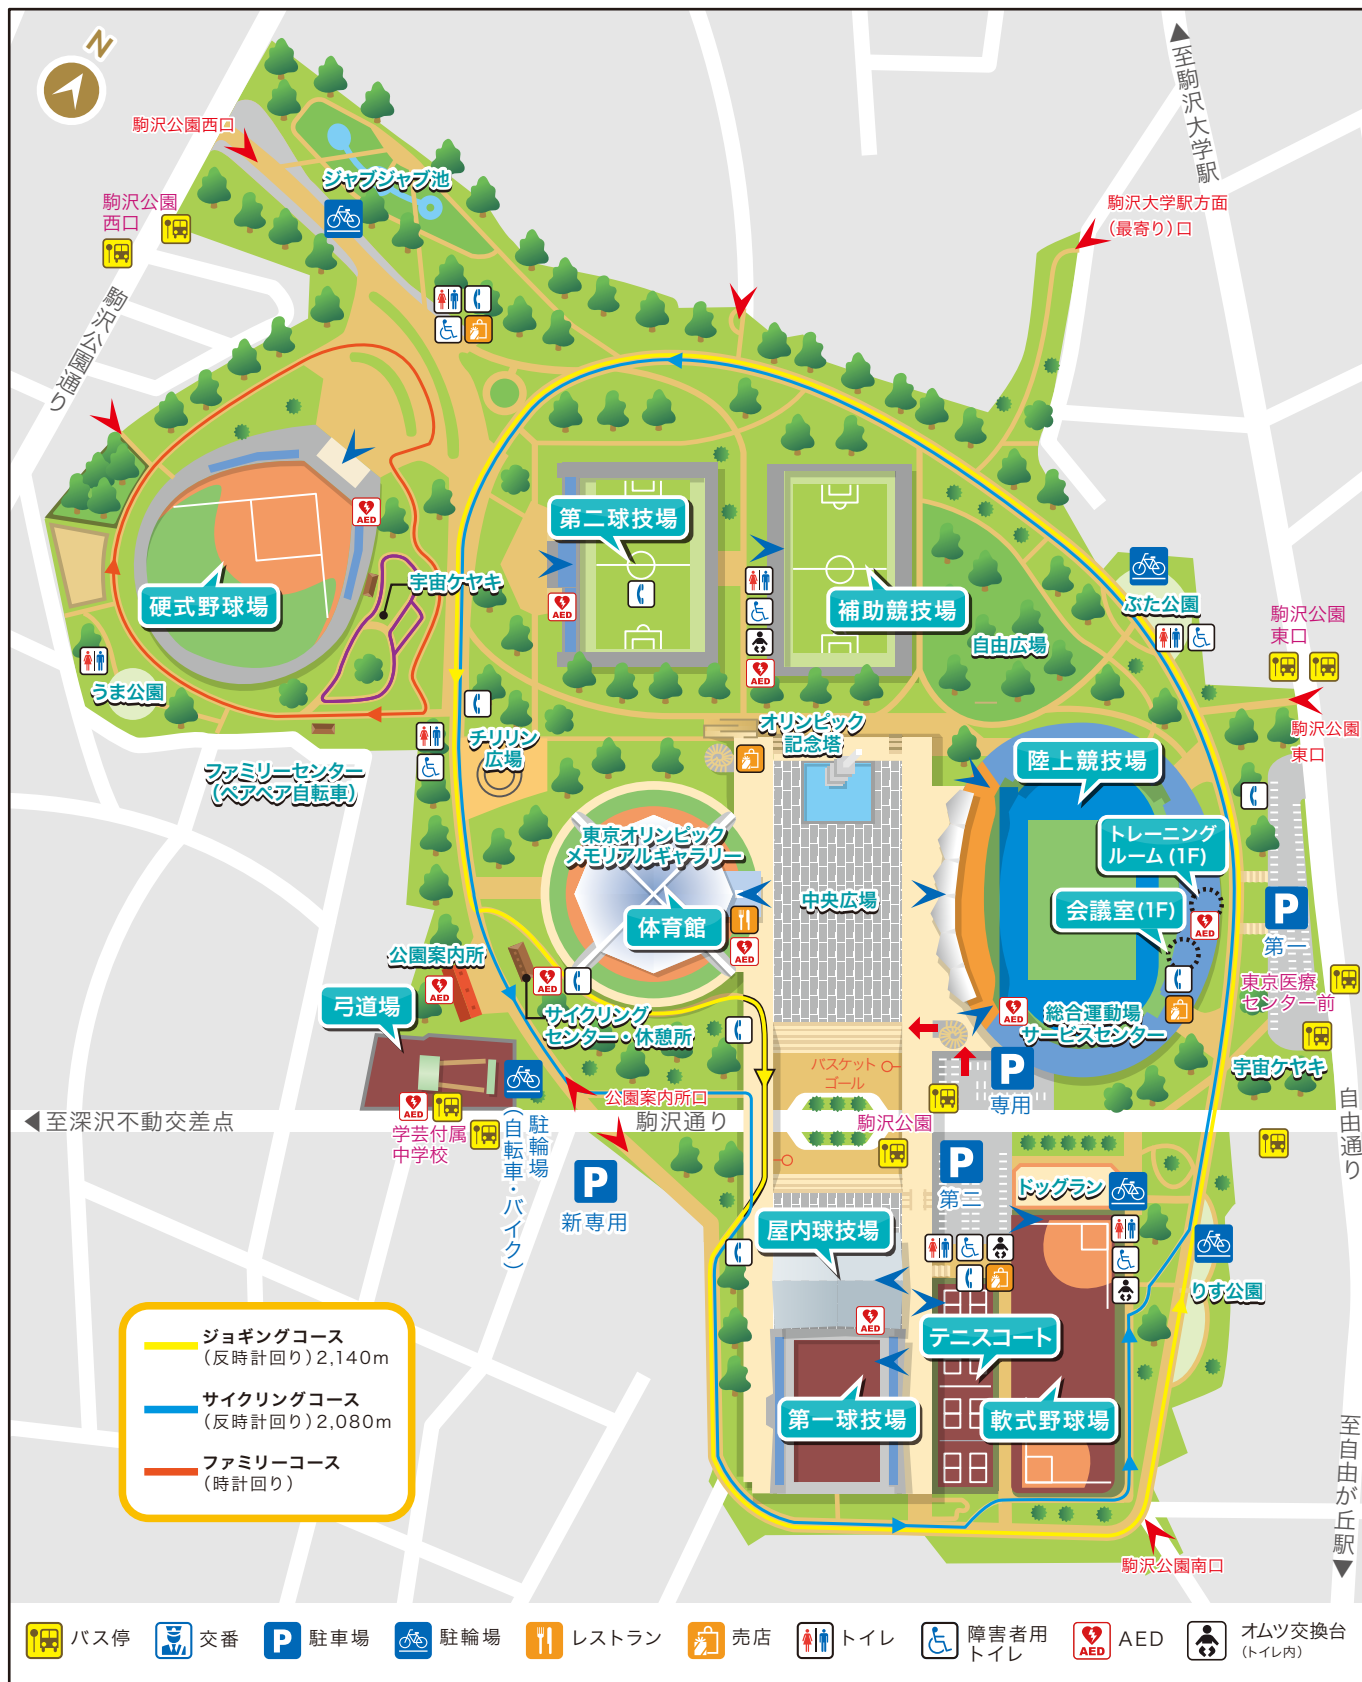 N
駒沢公園西口
ジャブジャブ池
駒沢公園
西口
駒沢公園通り
▲至駒沢大学駅
駒沢大学駅方面
(最寄り)口
第二球技場
硬式野球場
宇宙ケヤキ
補助競技場
自由広場
ぶた公園
駒沢公園
東口
駒沢公園
東口
うま公園
AED
AED
AED
チリリン
広場
オリンピック
記念塔
ファミリーセンター
(ペアペア自転車)
陸上競技場
トレーニング
ルーム(1F)
会議室(1F)
東京オリンピック
メモリアルギャラリー
体育館
中央広場
P
第一
AED
AED
公園案内所
AED
弓道場
AED
サイクリング
センター・休憩所
AED
総合運動場
サービスセンター
東京医療
センター前
宇宙ケヤキ
バスケット
ゴール
P
専用
公園案内所口
◀至深沢不動交差点
駒沢通り
駒沢公園
AED
学芸付属
中学校
駐輪場
(自転車・バイク)
P
新専用
P
第二
自由通り
ドッグラン
屋内球技場
りす公園
AED
テニスコート
第一球技場
軟式野球場
至自由が丘駅▼
駒沢公園南口
ジョギングコース
(反時計回り)2,140m
サイクリングコース
(反時計回り)2,080m
ファミリーコース
(時計回り)
バス停
交番
P 駐車場
駐輪場
レストラン
売店
トイレ
障害者用
トイレ
AED AED
オムツ交換台
(トイレ内)